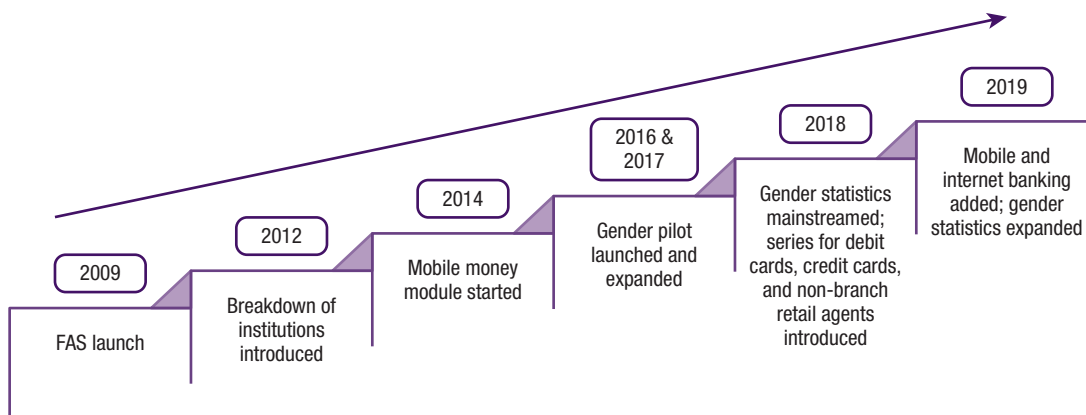 2009
FAS launch
2012
Breakdown of
institutions
introduced
2014
Mobile money
module started
2016 &
2017
Gender pilot
launched and
expanded
2018
Gender statistics
mainstreamed;
series for debit
cards, credit cards,
and non-branch
retail agents
introduced
2019
Mobile and
internet banking
added; gender
statistics expanded